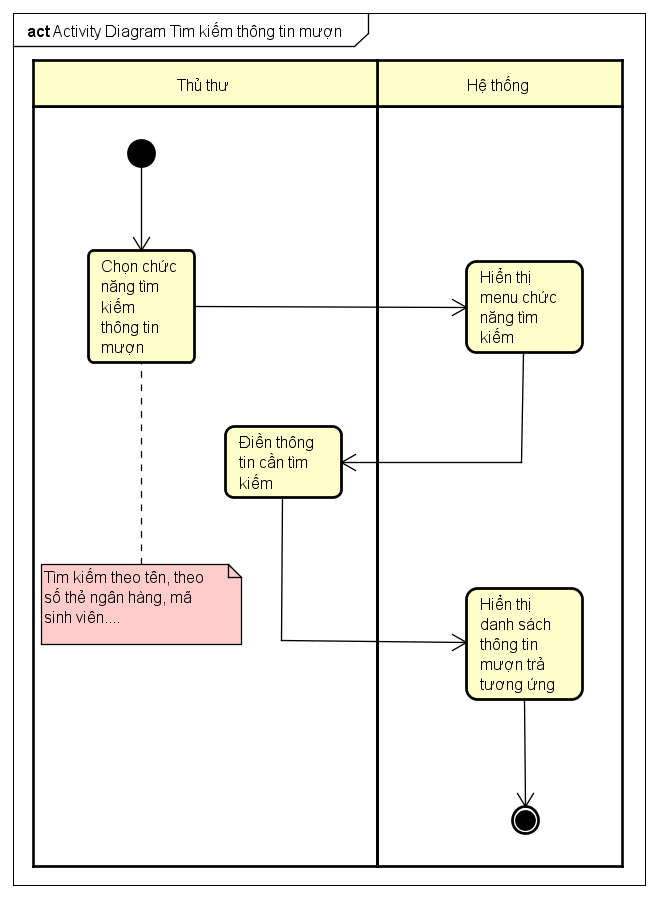 act Activity Diagram Tìm kiếm thông tin mượn
Thủ thư
Hệ thống
Chọn chức
năng tìm
kiếm
thông tin
mượn
Hiển thị
menu chức
năng tìm
kiếm
Điền thông
tin cần tìm
kiếm
Tìm kiếm theo tên, theo
số thẻ ngân hàng, mã
sinh viên....
Hiển thị
danh sách
thông tin
mượn trả
tương ứng